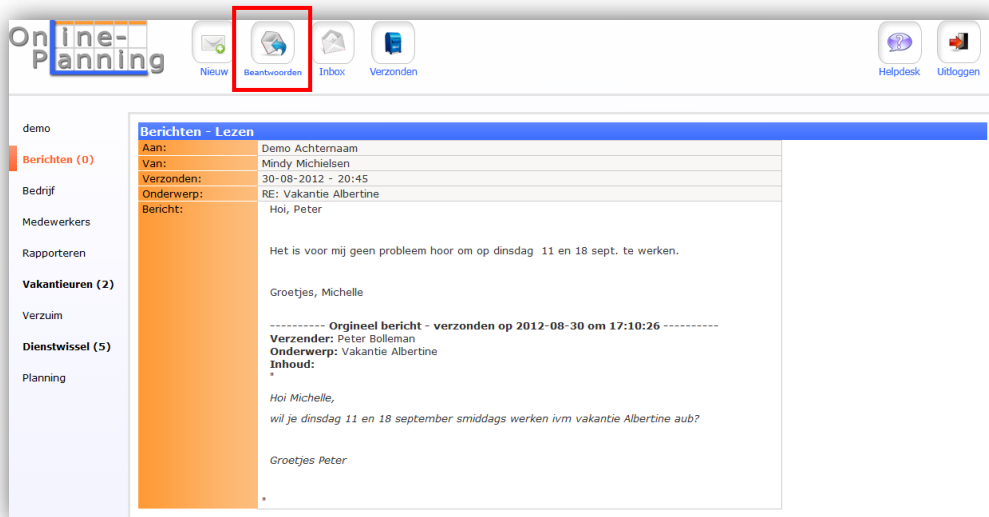 Online-
Planning
Nieuw
Beantwoorden
Inbox
Verzonden
Helpdesk
Uitloggen
demo
Berichten (0)
Bedrijf
Medewerkers
Rapporteren
Vakantieuren (2)
Verzuim
Dienstwissel (5)
Planning
Berichten - Lezen
Aan: Demo Achternaam
Van: Mindy Michielsen
Verzonden: 30-08-2012 - 20:45
Onderwerp: RE: Vakantie Albertine
Bericht: Hoi, Peter
Het is voor mij geen probleem hoor om op dinsdag 11 en 18 sept. te werken.
Groetjes, Michelle
---------- Orgineel bericht - verzonden op 2012-08-30 om 17:10:26 ----------
Verzender: Peter Bolleman
Onderwerp: Vakantie Albertine
Inhoud:
"
Hoi Michelle,
wil je dinsdag 11 en 18 september smiddags werken ivm vakantie Albertine aub?
Groetjes Peter
"